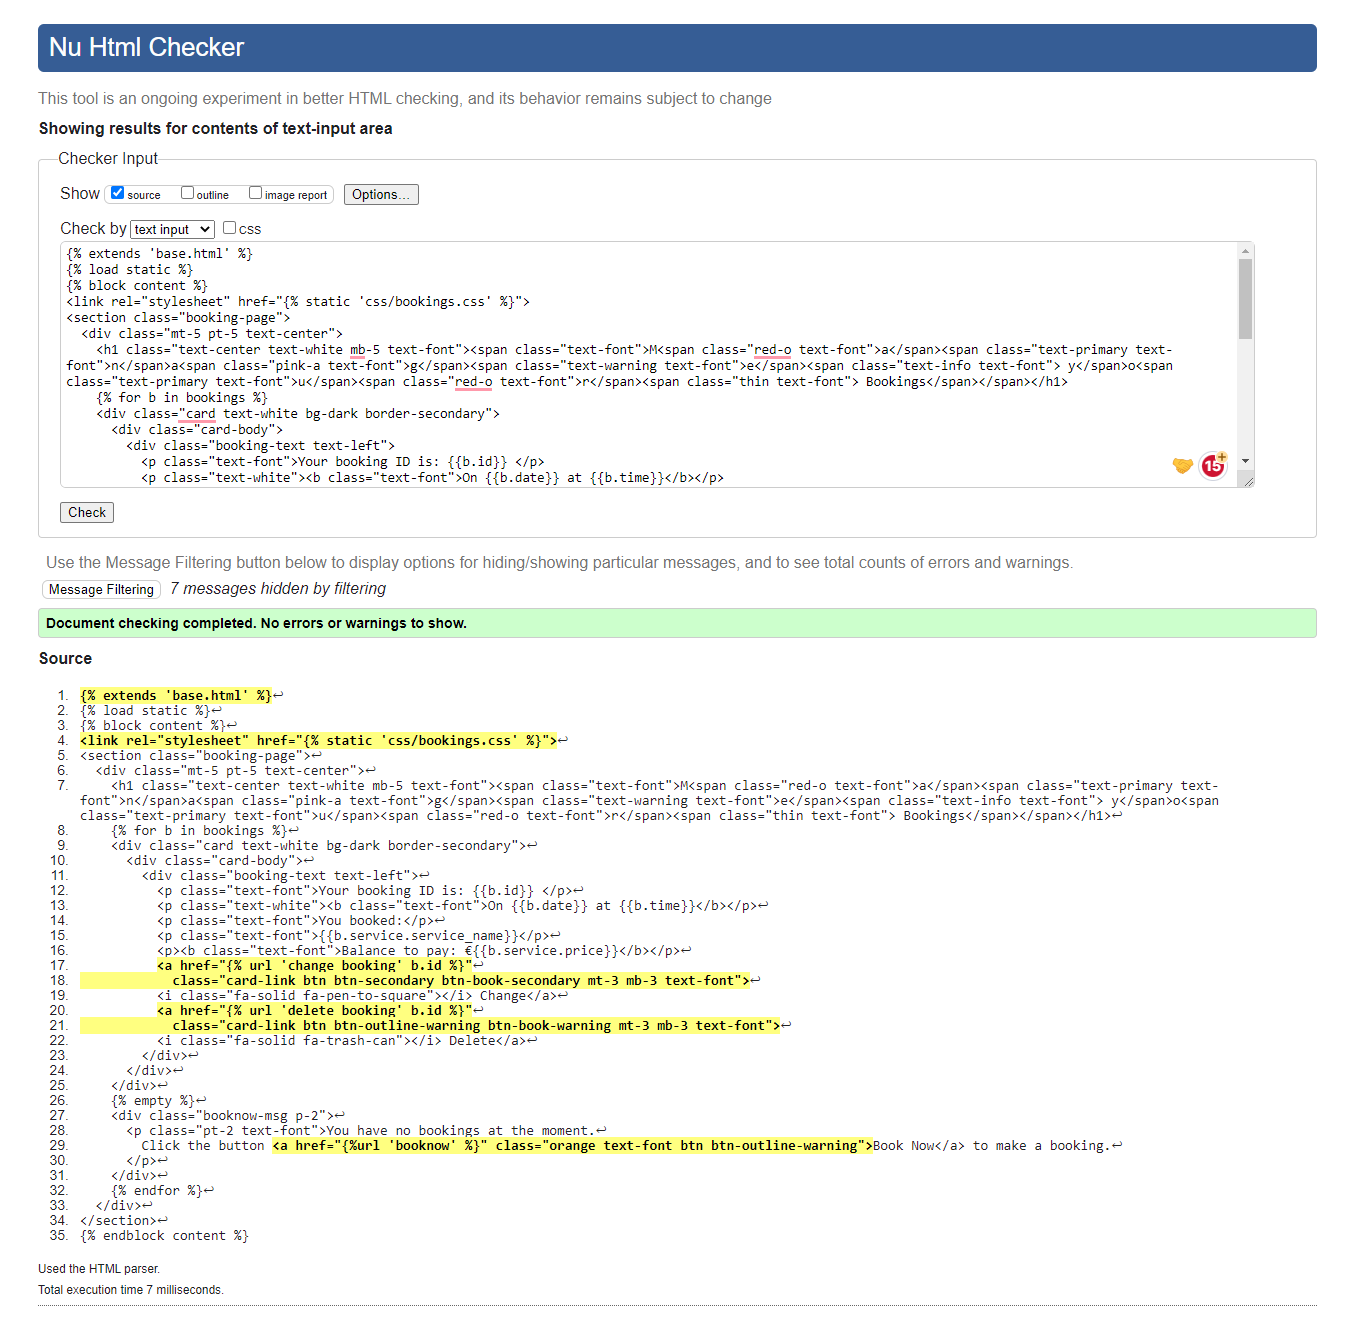 Nu Html Checker
This tool is an ongoing experiment in better HTML checking, and its behavior remains subject to change
Showing results for contents of text-input area
Checker Input
Show source outline image report Options...
Check by text input css
{% extends 'base.html' %}
{% load static %}
{% block content %}
<link rel="stylesheet" href="{% static 'css/bookings.css' %}">
<section class="booking-page">
  <div class="mt-5 pt-5 text-center">
    <h1 class="text-center text-white mb-5 text-font"><span class="text-font">M<span class="red-o text-font">a</span><span class="text-primary text-
font">n</span>a<span class="pink-a text-font">g</span><span class="text-warning text-font">e</span><span class="text-info text-font"> y</span>o<span
class="text-primary text-font">u</span><span class="red-o text-font">r</span><span class="thin text-font"> Bookings</span></span></h1>
    {% for b in bookings %}
    <div class="card text-white bg-dark border-secondary">
      <div class="card-body">
        <div class="booking-text text-left">
          <p class="text-font">Your booking ID is: {{b.id}} </p>
          <p class="text-white"><b class="text-font">On {{b.date}} at {{b.time}}</b></p>
15+
Check
Use the Message Filtering button below to display options for hiding/showing particular messages, and to see total counts of errors and warnings.
Message Filtering 7 messages hidden by filtering
Document checking completed. No errors or warnings to show.
Source
1. {% extends 'base.html' %}↩
2. {% load static %}↩
3. {% block content %}↩
4. <link rel="stylesheet" href="{% static 'css/bookings.css' %}">↩
5. <section class="booking-page">↩
6.   <div class="mt-5 pt-5 text-center">↩
7.     <h1 class="text-center text-white mb-5 text-font"><span class="text-font">M<span class="red-o text-font">a</span><span class="text-primary text-
font">n</span>a<span class="pink-a text-font">g</span><span class="text-warning text-font">e</span><span class="text-info text-font"> y</span>o<span
class="text-primary text-font">u</span><span class="red-o text-font">r</span><span class="thin text-font"> Bookings</span></span></h1>↩
8.     {% for b in bookings %}↩
9.     <div class="card text-white bg-dark border-secondary">↩
10.       <div class="card-body">↩
11.         <div class="booking-text text-left">↩
12.           <p class="text-font">Your booking ID is: {{b.id}} </p>↩
13.           <p class="text-white"><b class="text-font">On {{b.date}} at {{b.time}}</b></p>↩
14.           <p class="text-font">You booked:</p>↩
15.           <p class="text-font">{{b.service.service_name}}</p>↩
16.           <p><b class="text-font">Balance to pay: €{{b.service.price}}</b></p>↩
17.           <a href="{% url 'change booking' b.id %}"↩
18.             class="card-link btn btn-secondary btn-book-secondary mt-3 mb-3 text-font">↩
19.           <i class="fa-solid fa-pen-to-square"></i> Change</a>↩
20.           <a href="{% url 'delete booking' b.id %}"↩
21.             class="card-link btn btn-outline-warning btn-book-warning mt-3 mb-3 text-font">↩
22.           <i class="fa-solid fa-trash-can"></i> Delete</a>↩
23.         </div>↩
24.       </div>↩
25.     </div>↩
26.     {% empty %}↩
27.     <div class="booknow-msg p-2">↩
28.       <p class="pt-2 text-font">You have no bookings at the moment.↩
29.         Click the button <a href="{%url 'booknow' %}" class="orange text-font btn btn-outline-warning">Book Now</a> to make a booking.↩
30.       </p>↩
31.     </div>↩
32.     {% endfor %}↩
33.   </div>↩
34. </section>↩
35. {% endblock content %}
Used the HTML parser.
Total execution time 7 milliseconds.